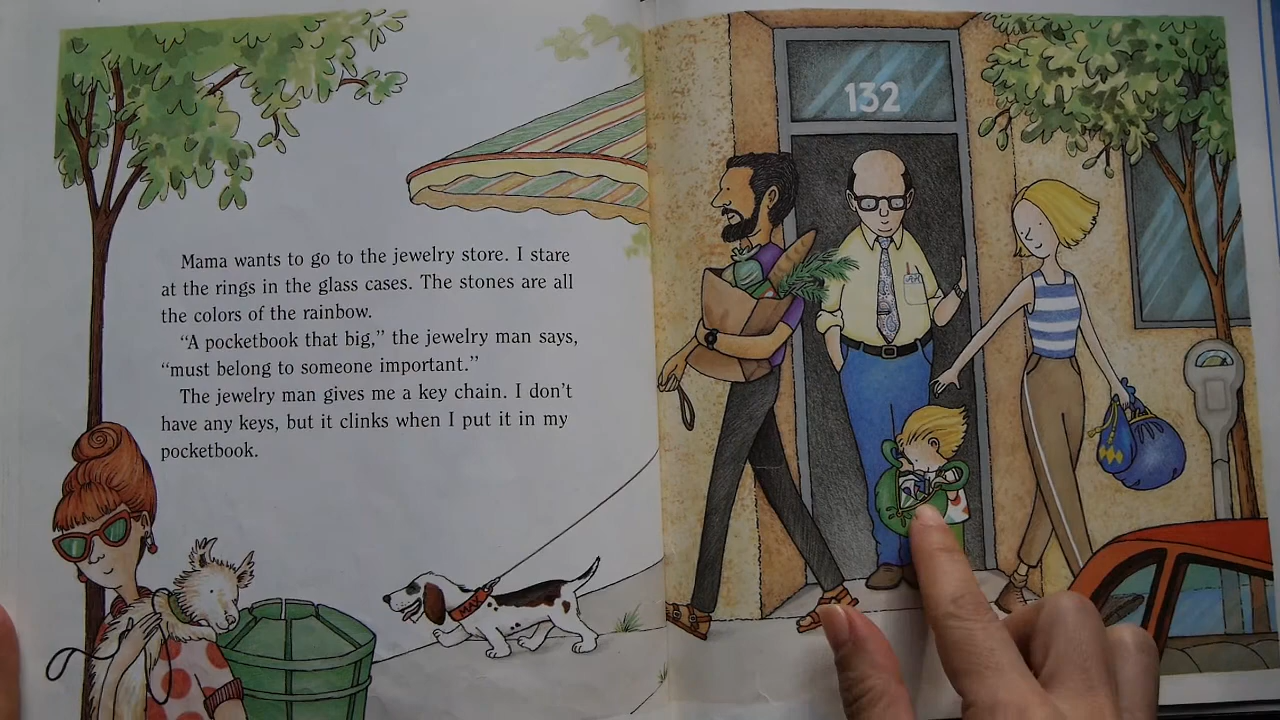 Mama wants to go to the jewelry store. I stare
at the rings in the glass cases. The stones are all
the colors of the rainbow.
“A pocketbook that big,” the jewelry man says,
“must belong to someone important.”
The jewelry man gives me a key chain. I don’t
have any keys, but it clinks when I put it in my
pocketbook.
MAX
132